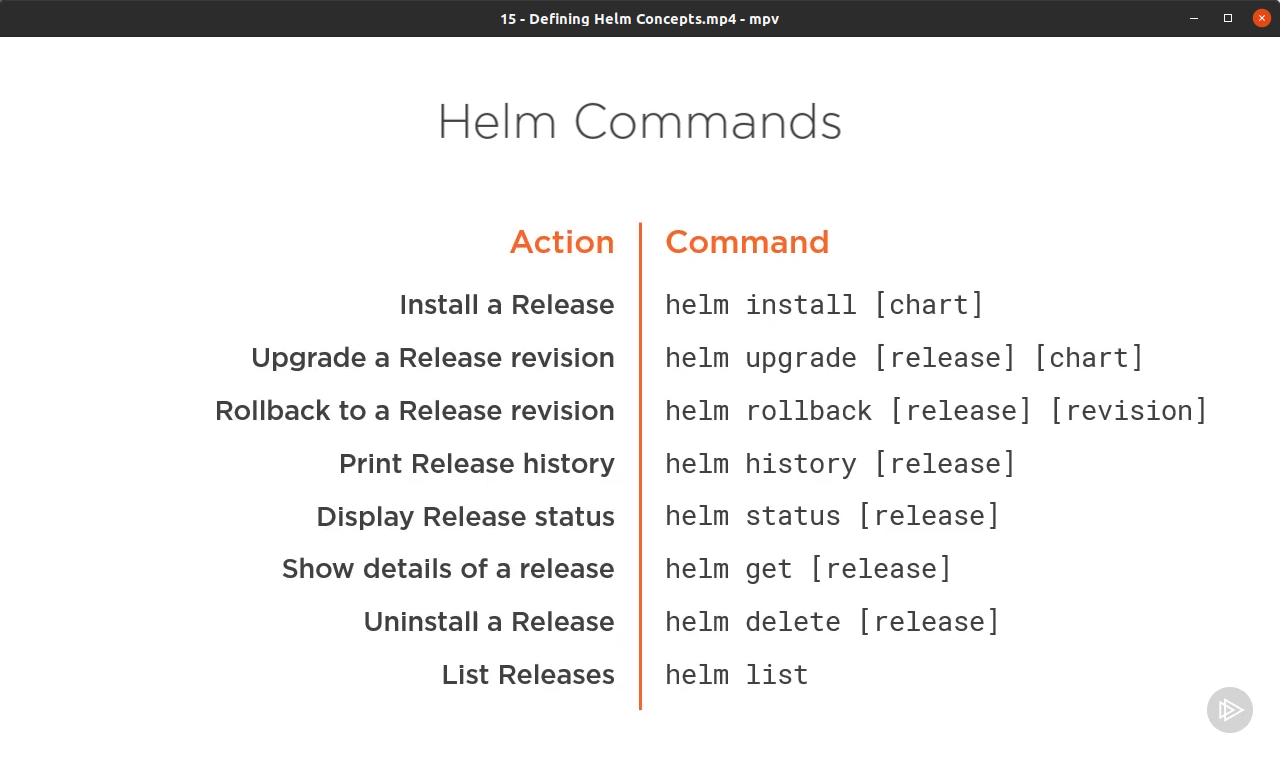 15 - Defining Helm Concepts.mp4 - mpv
Helm Commands
Action Command
Install a Release helm install [chart]
Upgrade a Release revision helm upgrade [release] [chart]
Rollback to a Release revision helm rollback [release] [revision]
Print Release history helm history [release]
Display Release status helm status [release]
Show details of a release helm get [release]
Uninstall a Release helm delete [release]
List Releases helm list